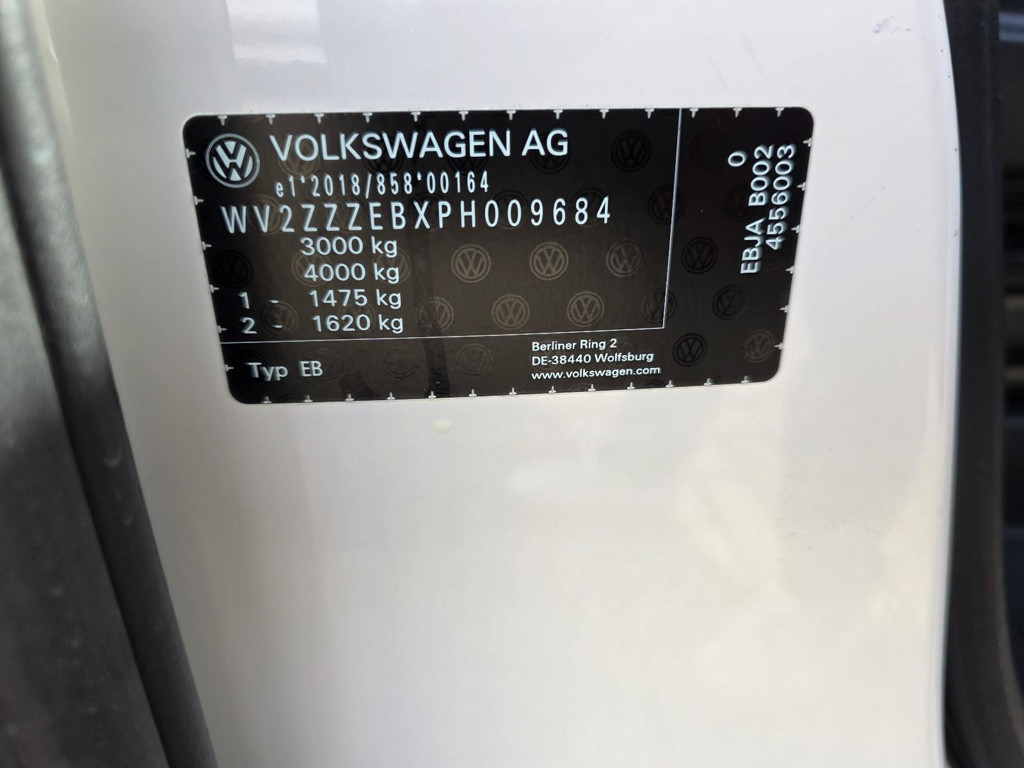 VOLKSWAGEN AG
e1*2018/858*00164
WV2ZZZEBXPH009684
3000 kg
4000 kg
1 - 1475 kg
2 - 1620 kg
Typ EB
Berliner Ring 2
DE-38440 Wolfsburg
www.volkswagen.com
0
EBJA B002
4556003